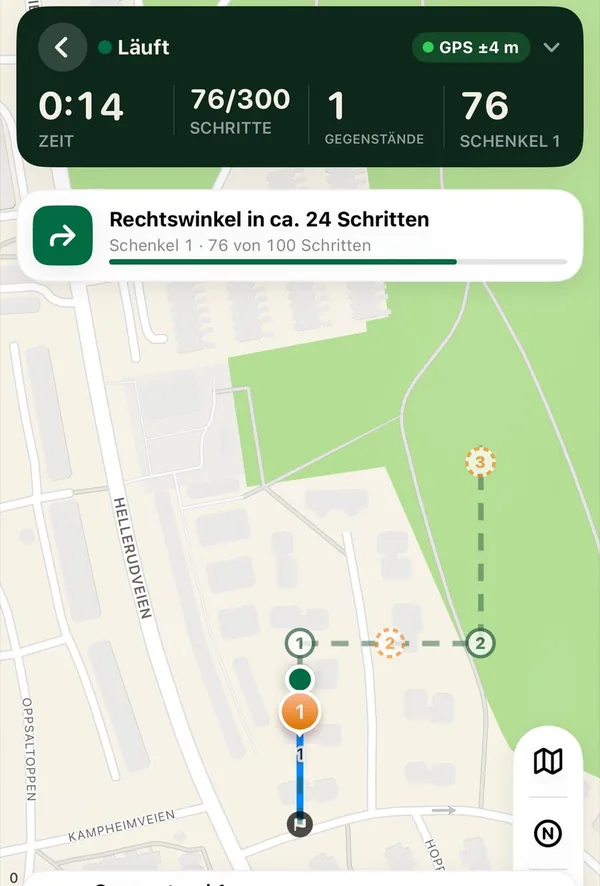 Läuft
GPS ±4 m
0:14
ZEIT
76/300
SCHRITTE
1
GEGENSTÄNDE
76
SCHENKEL 1
Rechtswinkel in ca. 24 Schritten
Schenkel 1 · 76 von 100 Schritten
HELLERUDVEIEN
3
1
2
2
1
1
OPPSALTOPPEN
KAMPHEIMVEIEN
HOPP
N
0